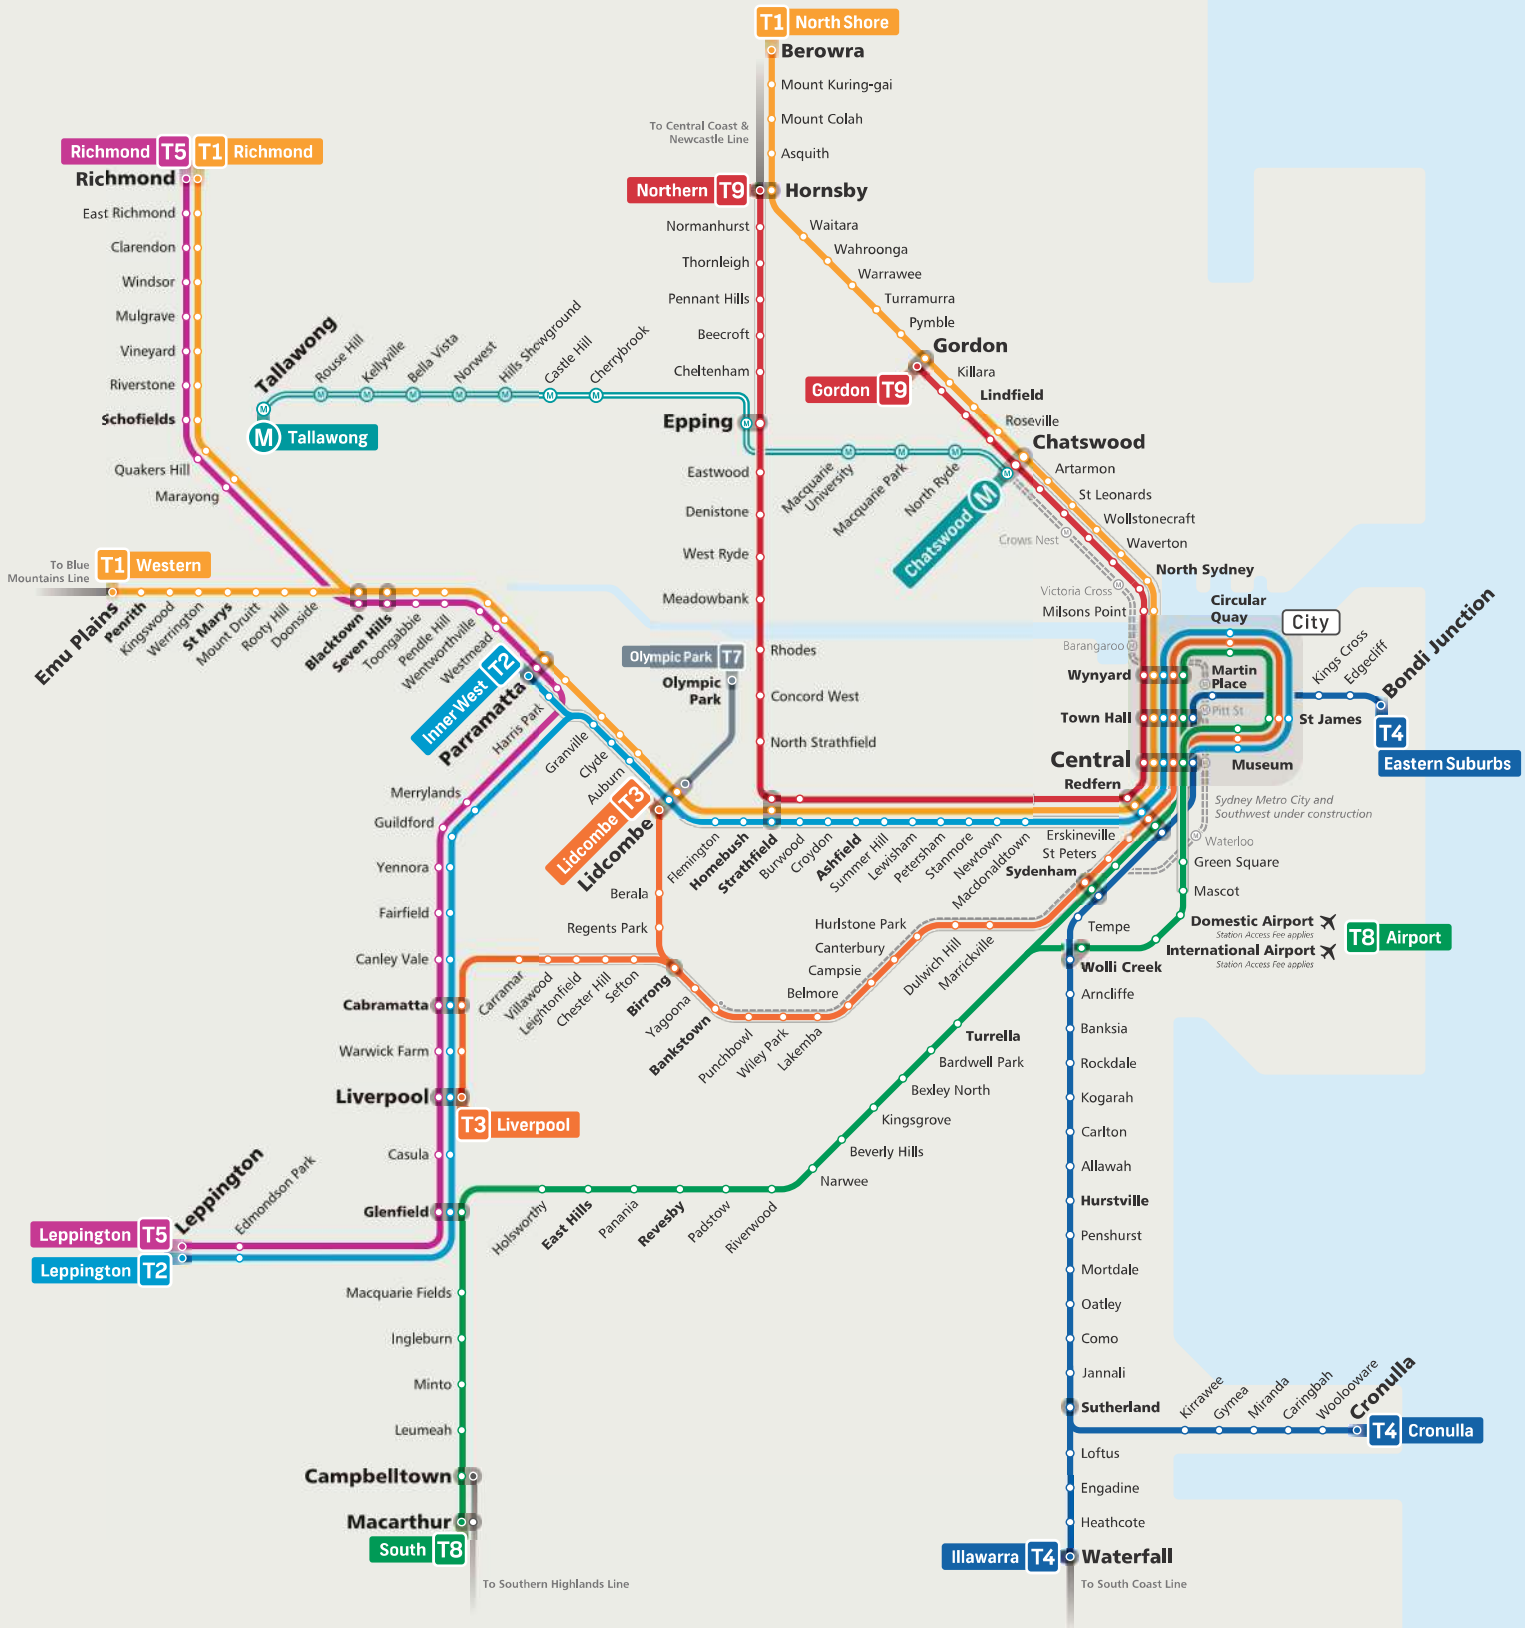 T1 North Shore
Berowra
Mount Kuring-gai
Mount Colah
To Central Coast &
Newcastle Line
Asquith
Richmond T5
T1 Richmond
Richmond
Northern T9
Hornsby
East Richmond
Clarendon
Windsor
Mulgrave
Vineyard
Riverstone
Schofields
Quakers Hill
Marayong
Normanhurst
Thornleigh
Pennant Hills
Beecroft
Cheltenham
Epping
Eastwood
Denistone
West Ryde
Meadowbank
Rhodes
Concord West
North Strathfield
Waitara
Wahroonga
Warrawee
Turramurra
Pymble
Gordon
Gordon T9
Killara
Lindfield
Roseville
Chatswood
Artarmon
St Leonards
Wollstonecraft
Waverton
North Sydney
Milsons Point
Tallawong
Rouse Hill
Kellyville
Bella Vista
Norwest
Hills Showground
Castle Hill
Cherrybrook
M Tallawong
M
M
M
M
M
M
M
M
M
Macquarie
University
Macquarie Park
North Ryde
M
M
M
M
Chatswood M
Crows Nest
M
Victoria Cross
M
Barangaroo
M
To Blue
Mountains Line
T1 Western
Emu Plains
Penrith
Kingswood
Werrington
St Marys
Mount Druitt
Rooty Hill
Doonside
Blacktown
Seven Hills
Toongabbie
Pendle Hill
Wentworthville
Westmead
Inner West T2
Parramatta
Harris Park
Granville
Clyde
Auburn
Olympic Park T7
Olympic
Park
Lidcombe T3
Lidcombe
Flemington
Homebush
Strathfield
Burwood
Croydon
Ashfield
Summer Hill
Lewisham
Petersham
Stanmore
Newtown
Macdonaldtown
Circular
Quay
City
Wynyard
Martin
Place
M
Pitt St
M
Town Hall
St James
Central
Museum
M
Redfern
Kings Cross
Edgecliff
Bondi Junction
T4
Eastern Suburbs
Sydney Metro City and
Southwest under construction
Waterloo
M
Erskineville
St Peters
Sydenham
Green Square
Mascot
Domestic Airport
Station Access Fee applies
International Airport
Station Access Fee applies
T8 Airport
Tempe
Wolli Creek
Merrylands
Guildford
Yennora
Fairfield
Canley Vale
Cabramatta
Warwick Farm
Liverpool
T3 Liverpool
Casula
Glenfield
Berala
Regents Park
Carramar
Villawood
Leightonfield
Chester Hill
Sefton
Birrong
Yagoona
Bankstown
Punchbowl
Wiley Park
Lakemba
Belmore
Campsie
Canterbury
Hurlstone Park
Dulwich Hill
Marrickville
Turrella
Bardwell Park
Bexley North
Kingsgrove
Beverly Hills
Narwee
Riverwood
Padstow
Revesby
Panania
East Hills
Holsworthy
Leppington
Edmondson Park
Leppington T5
Leppington T2
Macquarie Fields
Ingleburn
Minto
Leumeah
Campbelltown
Macarthur
South T8
To Southern Highlands Line
Arncliffe
Banksia
Rockdale
Kogarah
Carlton
Allawah
Hurstville
Penshurst
Mortdale
Oatley
Como
Jannali
Sutherland
Kirrawee
Gymea
Miranda
Caringbah
Woolooware
Cronulla
T4 Cronulla
Loftus
Engadine
Heathcote
Illawarra T4
Waterfall
To South Coast Line